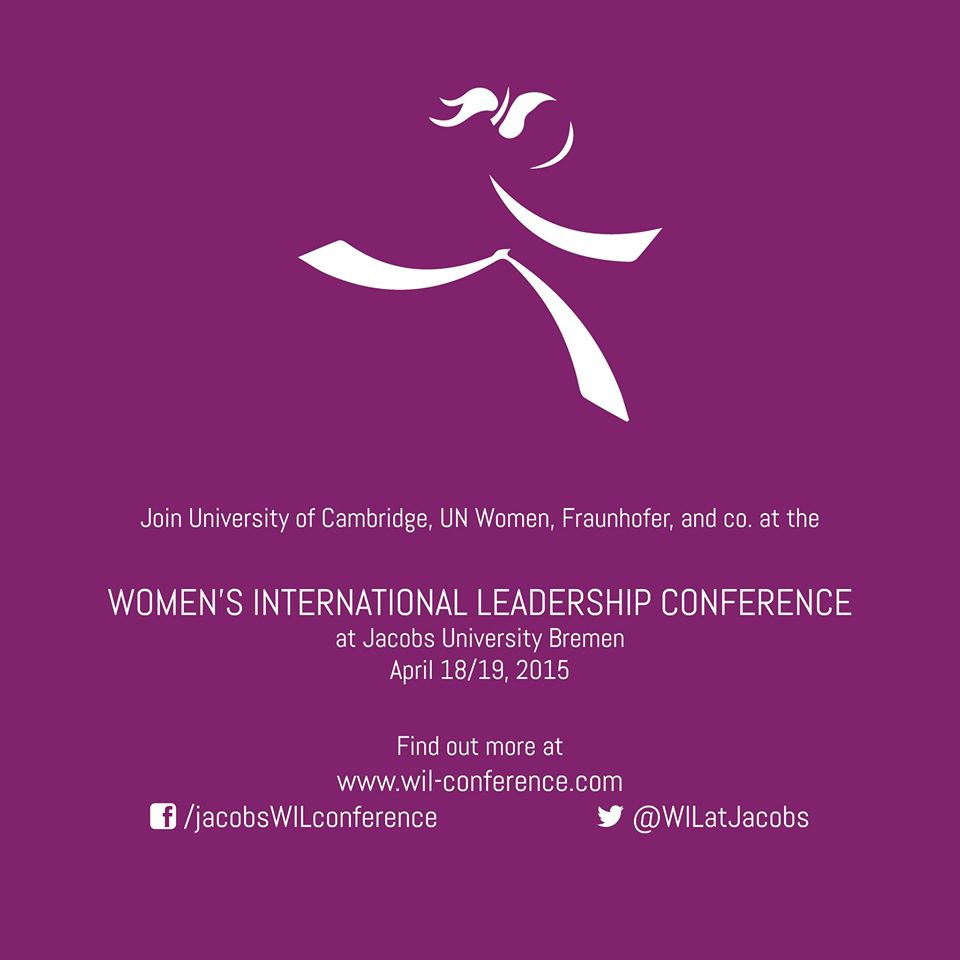 Join University of Cambridge, UN Women, Fraunhofer, and co. at the
WOMEN'S INTERNATIONAL LEADERSHIP CONFERENCE
at Jacobs University Bremen
April 18/19, 2015
Find out more at
www.wil-conference.com
/jacobsWILconference
@WILatJacobs